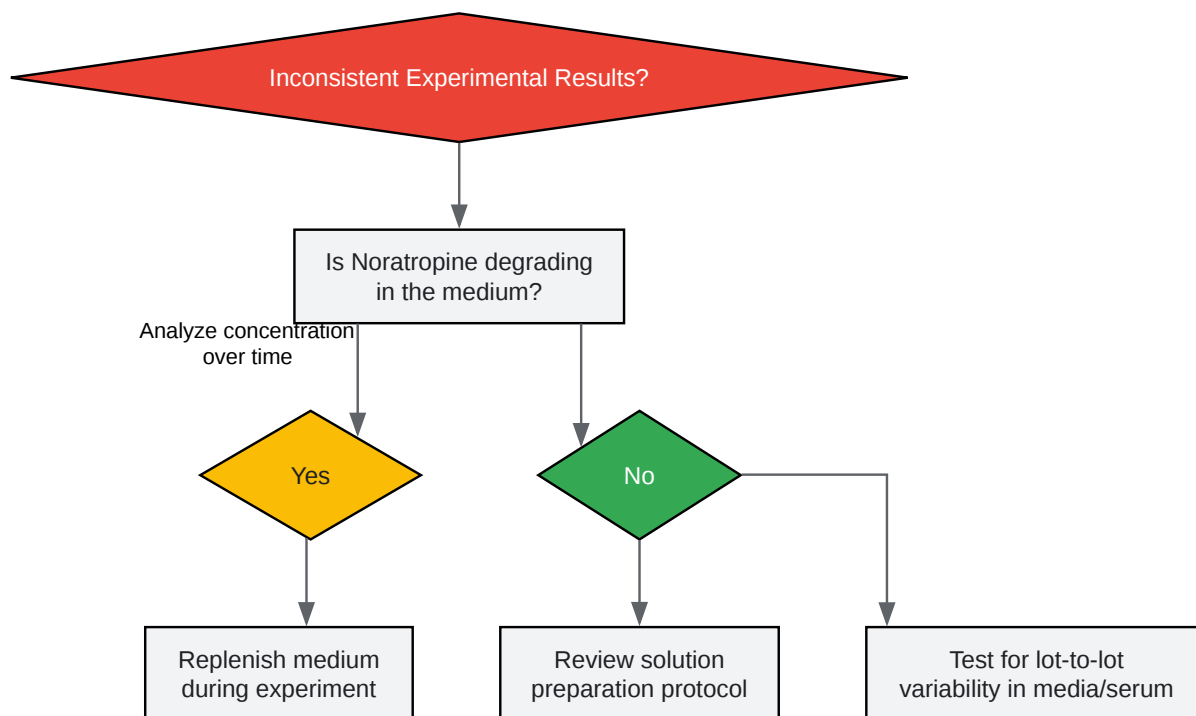 Inconsistent Experimental Results?
Is Noratropine degrading
in the medium?
Analyze concentration
over time
Yes
No
Replenish medium
during experiment
Review solution
preparation protocol
Test for lot-to-lot
variability in media/serum